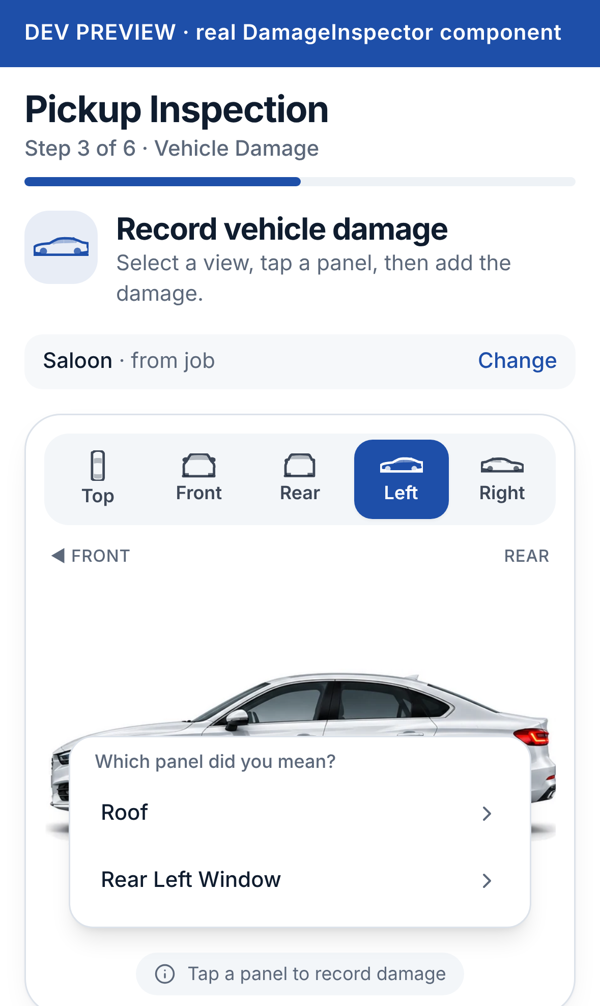 DEV PREVIEW · real DamageInspector component
Pickup Inspection
Step 3 of 6 · Vehicle Damage
Record vehicle damage
Select a view, tap a panel, then add the
damage.
Saloon · from job
Change
Top
Front
Rear
Left
Right
◀ FRONT
REAR
Which panel did you mean?
Roof
Rear Left Window
Tap a panel to record damage